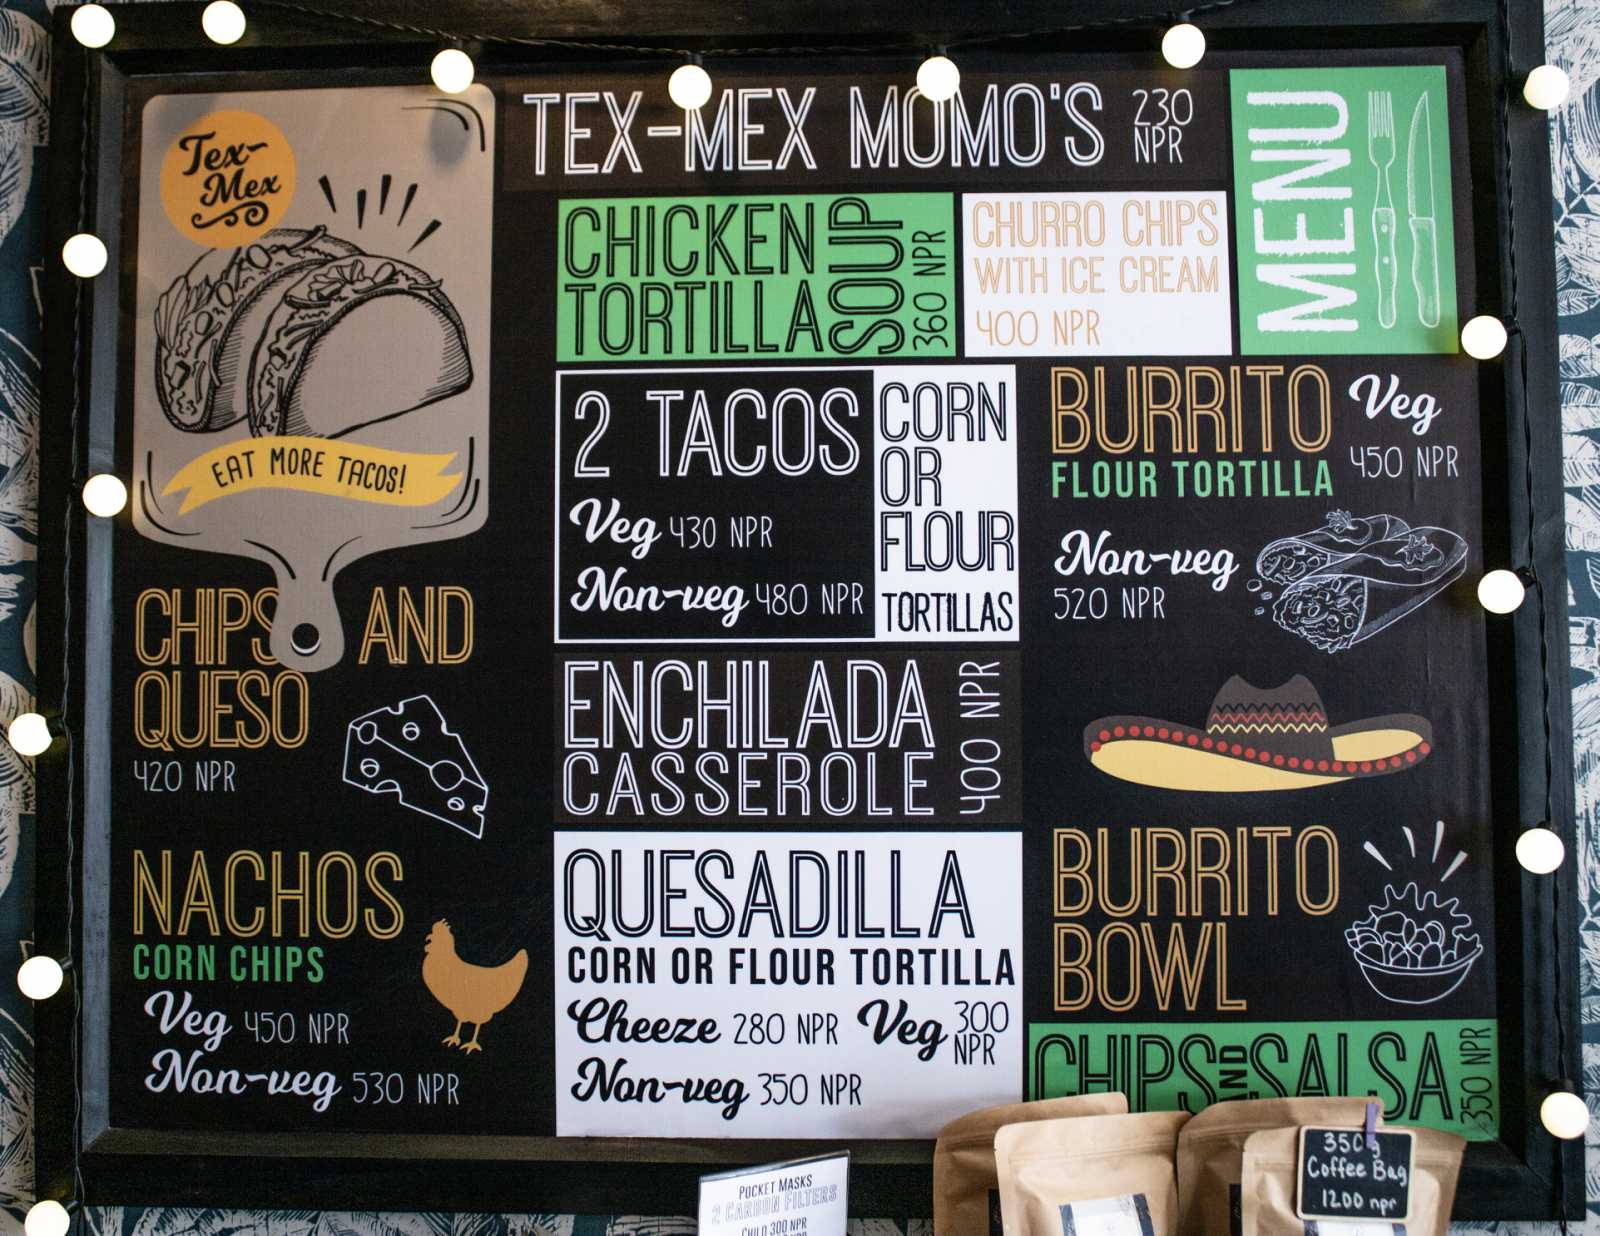 Tex-
Mex
EAT MORE TACOS!
CHIPS AND
QUESO
420 NPR
NACHOS
CORN CHIPS
Veg 450 NPR
Non-veg 530 NPR
TEX-MEX MOMO'S
230
NPR
CHICKEN
TORTILLA
SOUP
360 NPR
CHURRO CHIPS
WITH ICE CREAM
400 NPR
MENU
2 TACOS
Veg 430 NPR
Non-veg 480 NPR
CORN
OR
FLOUR
TORTILLAS
ENCHILADA
CASSEROLE
400 NPR
QUESADILLA
CORN OR FLOUR TORTILLA
Cheeze 280 NPR Veg 300
NPR
Non-veg 350 NPR
BURRITO
FLOUR TORTILLA
Veg
450 NPR
Non-veg
520 NPR
BURRITO
BOWL
CHIPS AND SALSA
350 NPR
POCKET MASKS
2 CARBON FILTERS
CHILD 300 NPR
350g
Coffee Bag
1200 npr